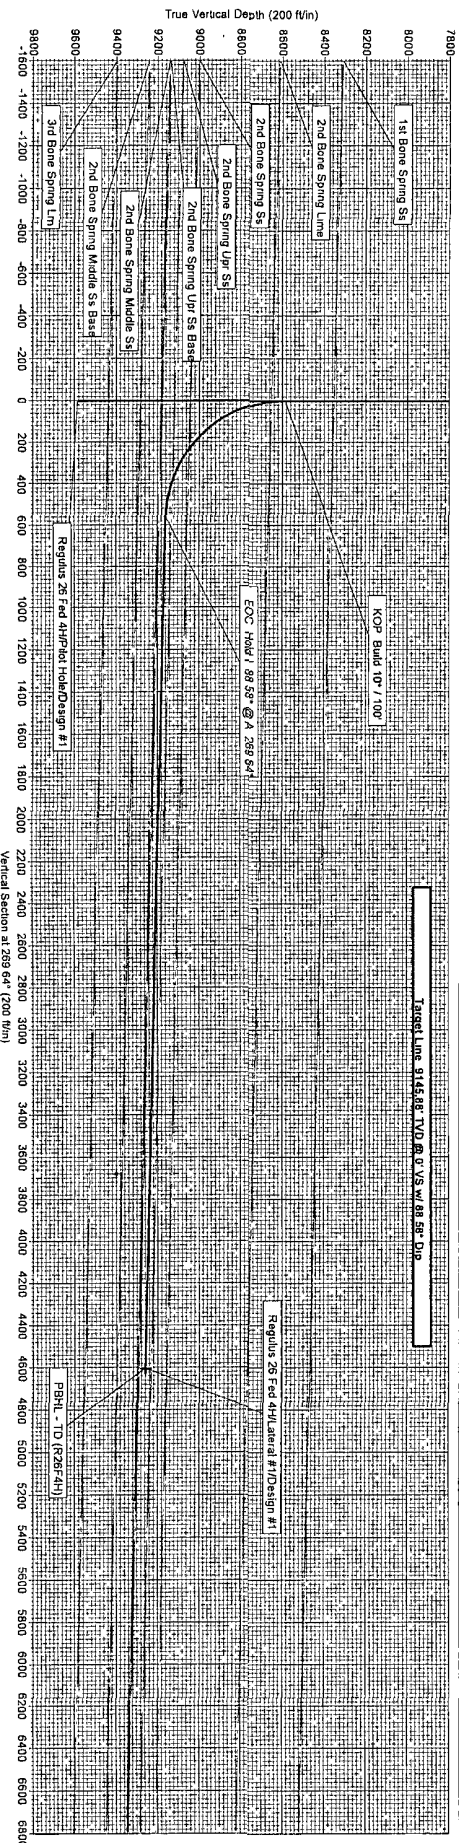 True Vertical Depth (200 ft/in)
7800
8000
8200
8400
8600
8800
9000
9200
9400
9600
9800
1st Bone Spring Ss
2nd Bone Spring Lime
2nd Bone Spring Ss
2nd Bone Spring Upr Ss
2nd Bone Spring Upr Ss Base
2nd Bone Spring Middle Ss
2nd Bone Spring Middle Ss Base
3rd Bone Spring Lm
KOP Build 10° / 100'
EOC Hold I 88 58° @ A 269 64°
Target Line 9145.88' TVD @ 0' VS w/ 88 58° Dip
Regulus 26 Fed 4H/Pilot Hole/Design #1
Regulus 26 Fed 4H/Lateral #1/Design #1
PBHL - TD (R26F4H)
-1600 -1400 -1200 -1000 -800 -600 -400 -200 0 200 400 600 800 1000 1200 1400 1600 1800 2000 2200 2400 2600 2800 3000 3200 3400 3600 3800 4000 4200 4400 4600 4800 5000 5200 5400 5600 5800 6000 6200 6400 6600 6800
Vertical Section at 269 64° (200 ft/in)